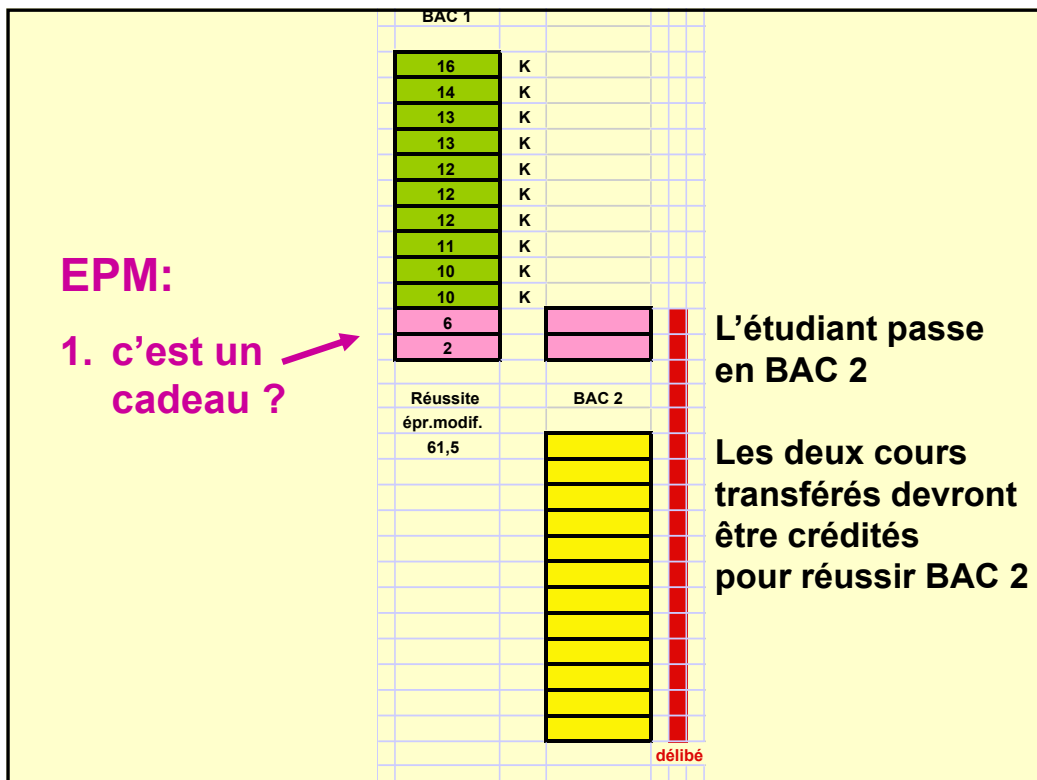 BAC 1
16 K
14 K
13 K
13 K
12 K
12 K
12 K
11 K
10 K
10 K
6
2
EPM:
1. c'est un
cadeau ?
Réussite
épr.modif.
61,5
BAC 2
L'étudiant passe
en BAC 2
Les deux cours
transférés devront
être crédités
pour réussir BAC 2
délibé